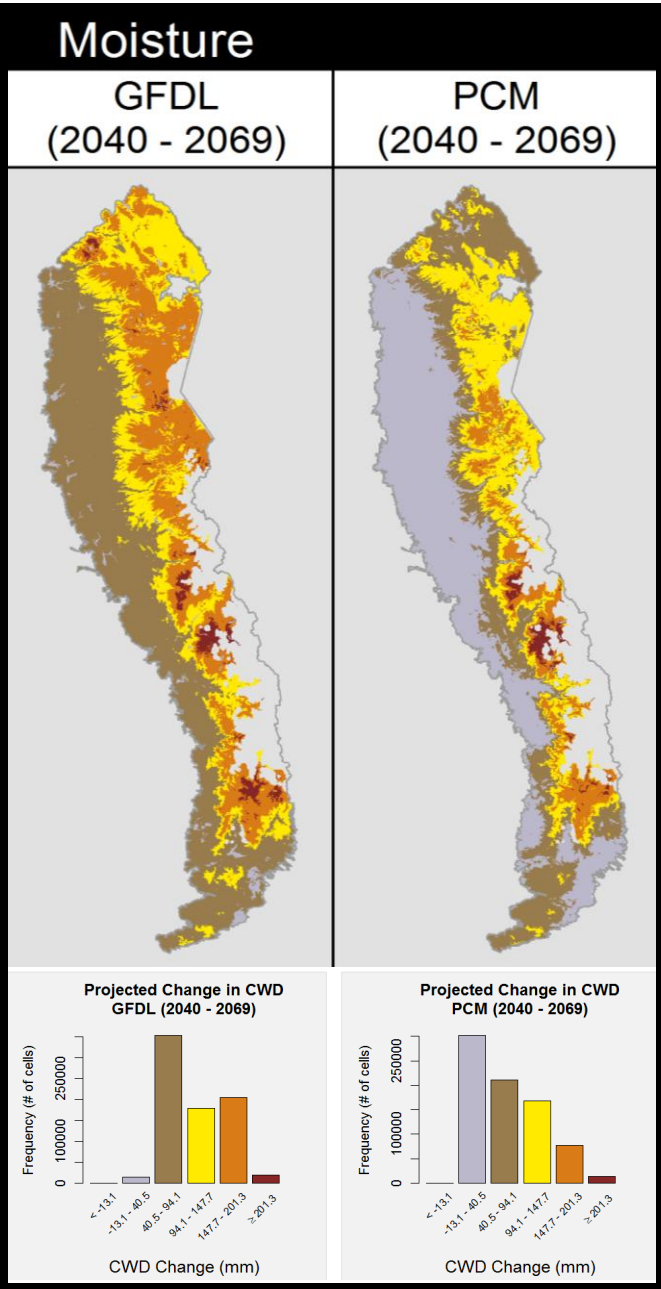 Moisture
GFDL
(2040 - 2069)
PCM
(2040 - 2069)
Projected Change in CWD
GFDL (2040 - 2069)
Frequency (# of cells)
0
100000
250000
< -13.1
-13.1 - 40.5
40.5 - 94.1
94.1 - 147.7
147.7 - 201.3
≥ 201.3
CWD Change (mm)
Projected Change in CWD
PCM (2040 - 2069)
Frequency (# of cells)
0
100000
250000
< -13.1
-13.1 - 40.5
40.5 - 94.1
94.1 - 147.7
147.7 - 201.3
≥ 201.3
CWD Change (mm)